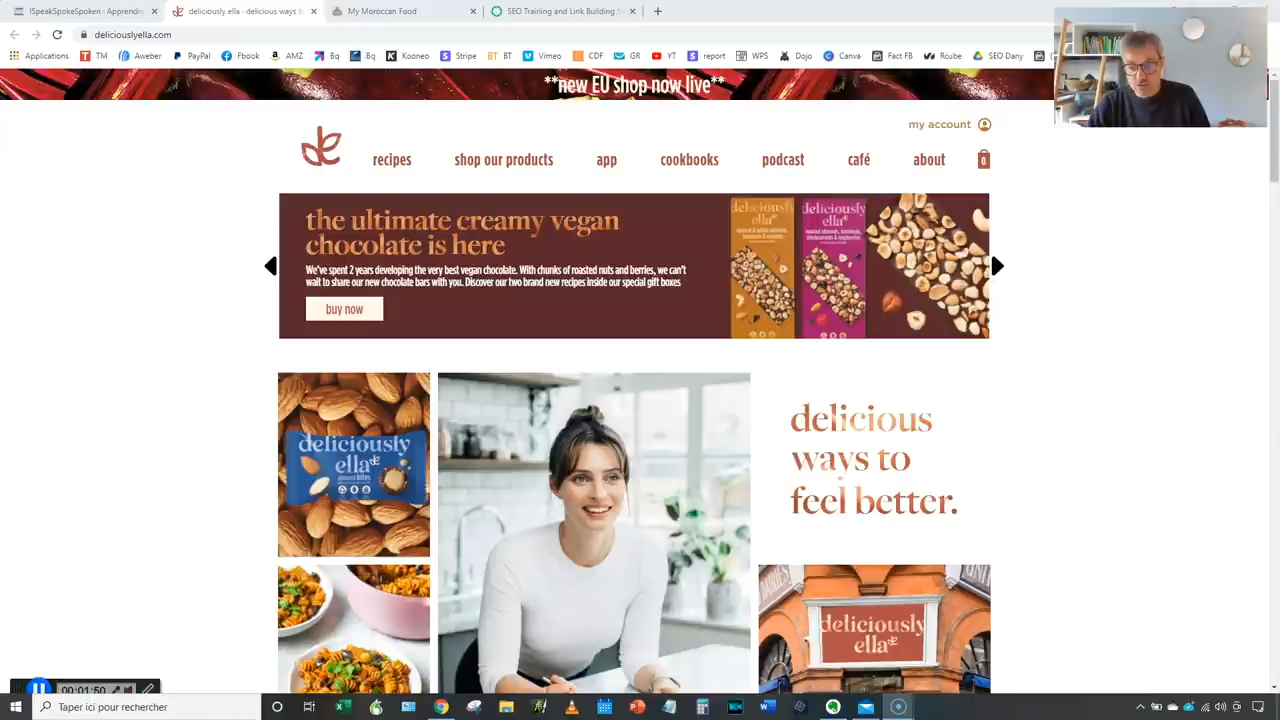 ISpeakSpokeSpoken : Apprendre
deliciously ella - delicious ways t
My Moroccan Food
SEO Training and Link Building S
deliciouslyella.com
Applications
TM
Aweber
PayPal
Fbook
AMZ
Bq
Bq
Kooneo
Stripe
BT
Vimeo
CDF
GR
YT
report
WPS
Dojo
Canva
Fact FB
Rcube
SEO Dany
**new EU shop now live**
my account
recipes
shop our products
app
cookbooks
podcast
café
about
0
the ultimate creamy vegan
chocolate is here
We've spent 2 years developing the very best vegan chocolate. With chunks of roasted nuts and berries, we can't
wait to share our new chocolate bars with you. Discover our two brand new recipes inside our special gift boxes
buy now
deliciously
ella
deliciously
ella
deliciously
ella
almond bites
delicious
ways to
feel better.
deliciously
ella
00:01:50
Taper ici pour rechercher